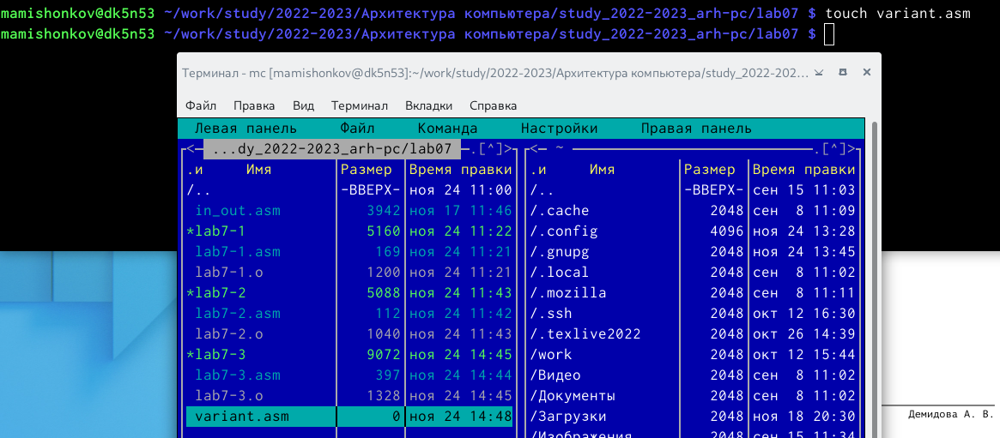 mamishonkov@dk5n53 ~/work/study/2022-2023/Архитектура компьютера/study_2022-2023_arh-pc/lab07 $ touch variant.asm
mamishonkov@dk5n53 ~/work/study/2022-2023/Архитектура компьютера/study_2022-2023_arh-pc/lab07 $
Терминал - mc [mamishonkov@dk5n53]:~/work/study/2022-2023/Архитектура компьютера/study_2022-202...
Файл Правка Вид Терминал Вкладки Справка
Левая панель Файл Команда Настройки Правая панель
<─ ...dy_2022-2023_arh-pc/lab07 ─.[^]> <─ ~ ─.[^]>
.и Имя Размер Время правки .и Имя Размер Время правки
/.. -ВВЕРХ- ноя 24 11:00 /.. -ВВЕРХ- сен 15 11:03
in_out.asm 3942 ноя 17 11:46 /.cache 2048 сен 8 11:09
*lab7-1 5160 ноя 24 11:22 /.config 4096 ноя 24 13:28
lab7-1.asm 169 ноя 24 11:21 /.gnupg 2048 ноя 24 13:45
lab7-1.o 1200 ноя 24 11:21 /.local 2048 сен 8 11:02
*lab7-2 5088 ноя 24 11:43 /.mozilla 2048 сен 8 11:11
lab7-2.asm 112 ноя 24 11:42 /.ssh 2048 окт 12 16:30
lab7-2.o 1040 ноя 24 11:43 /.texlive2022 2048 окт 26 14:39
*lab7-3 9072 ноя 24 14:45 /work 2048 окт 12 15:44
lab7-3.asm 397 ноя 24 14:44 /Видео 2048 сен 8 11:02
lab7-3.o 1328 ноя 24 14:45 /Документы 2048 сен 8 11:02
variant.asm 0 ноя 24 14:48 /Загрузки 2048 ноя 18 20:30
/Изображения 2048 сен 15 11:34
Демидова А. В.